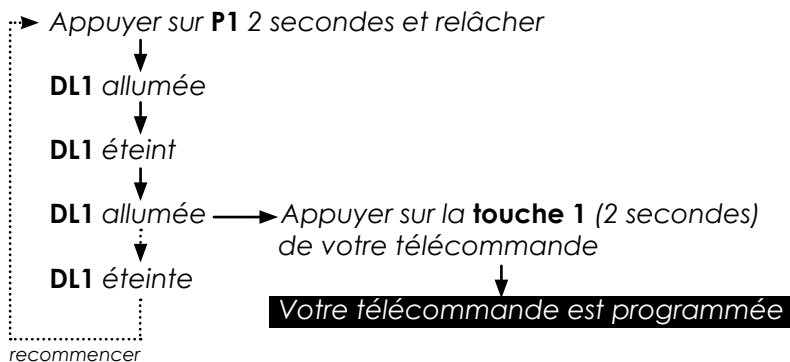 Appuyer sur P1 2 secondes et relâcher
DL1 allumée
DL1 éteint
DL1 allumée
Appuyer sur la touche 1 (2 secondes)
de votre télécommande
DL1 éteinte
Votre télécommande est programmée
recommencer